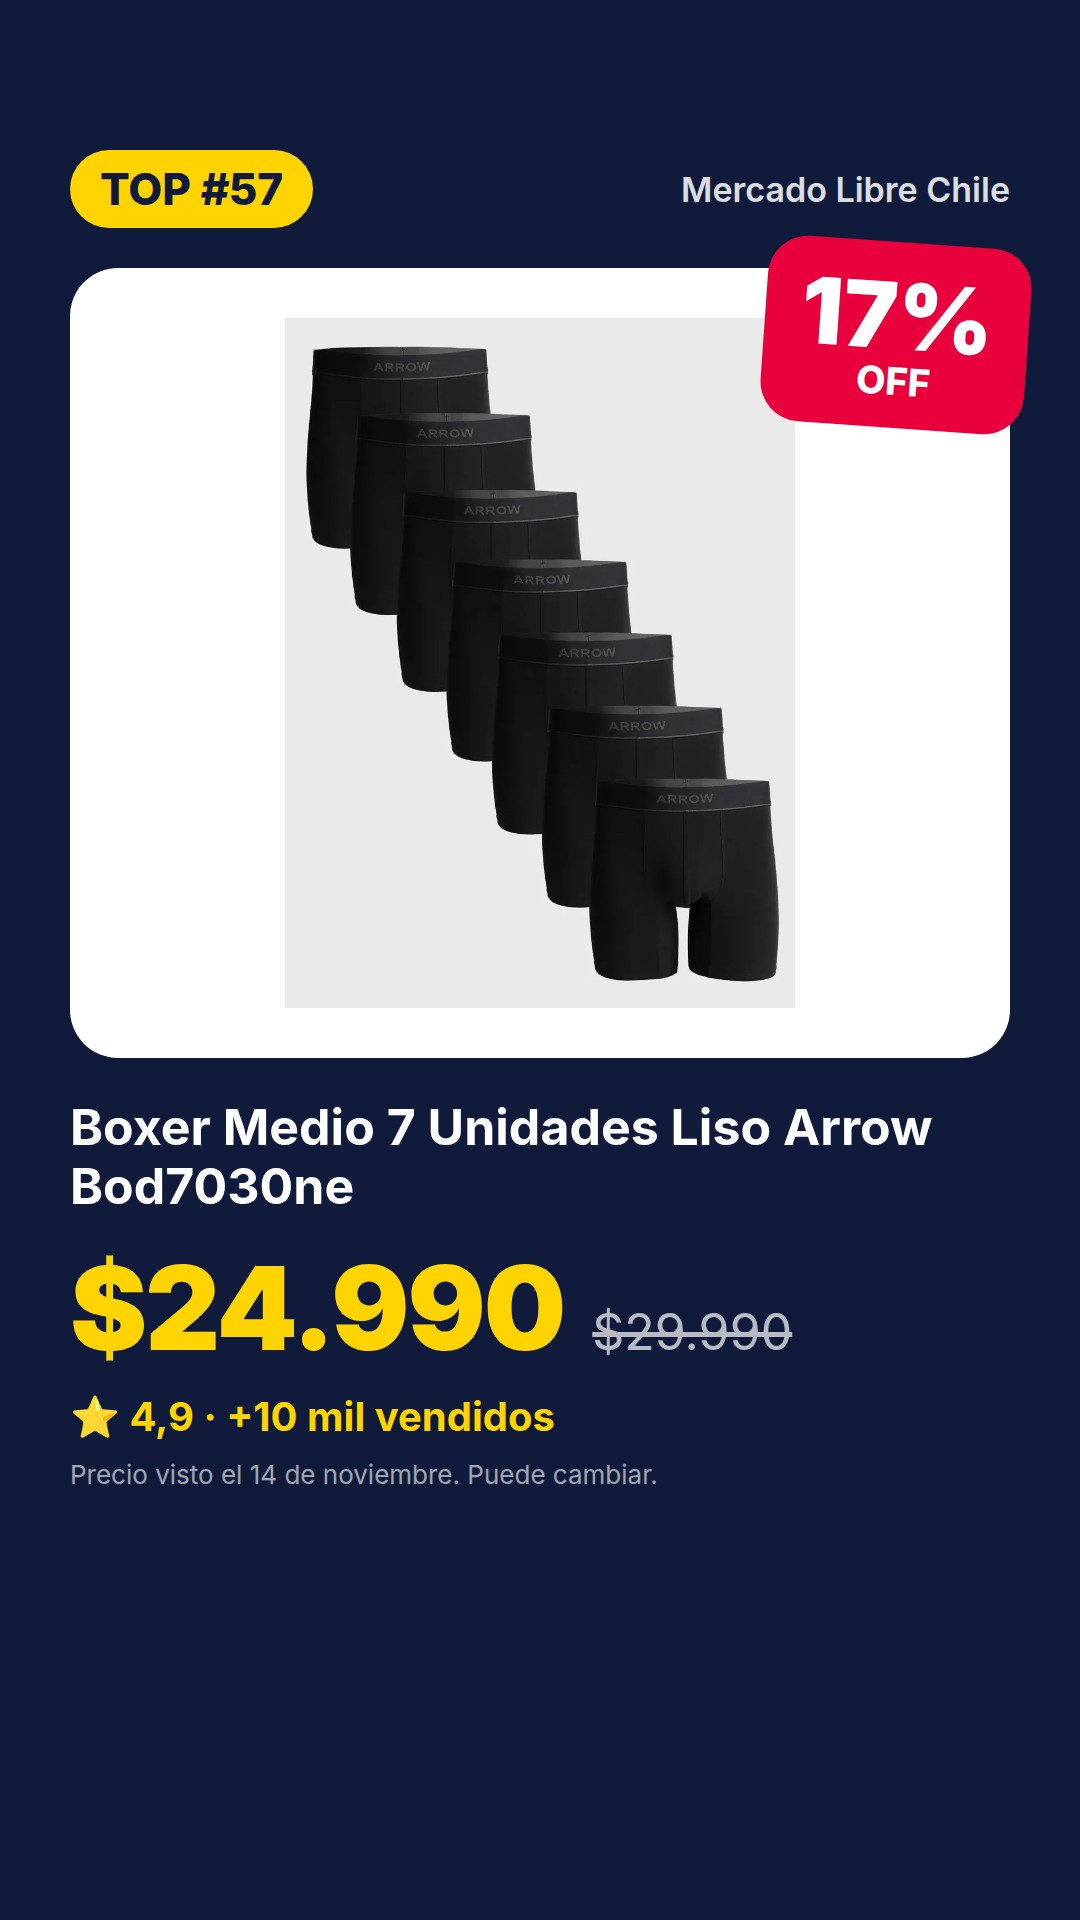 TOP #57
Mercado Libre Chile
17%
OFF
ARROW
ARROW
ARROW
ARROW
ARROW
ARROW
ARROW
Boxer Medio 7 Unidades Liso Arrow
Bod7030ne
$24.990 $29.990
⭐ 4,9 · +10 mil vendidos
Precio visto el 14 de noviembre. Puede cambiar.